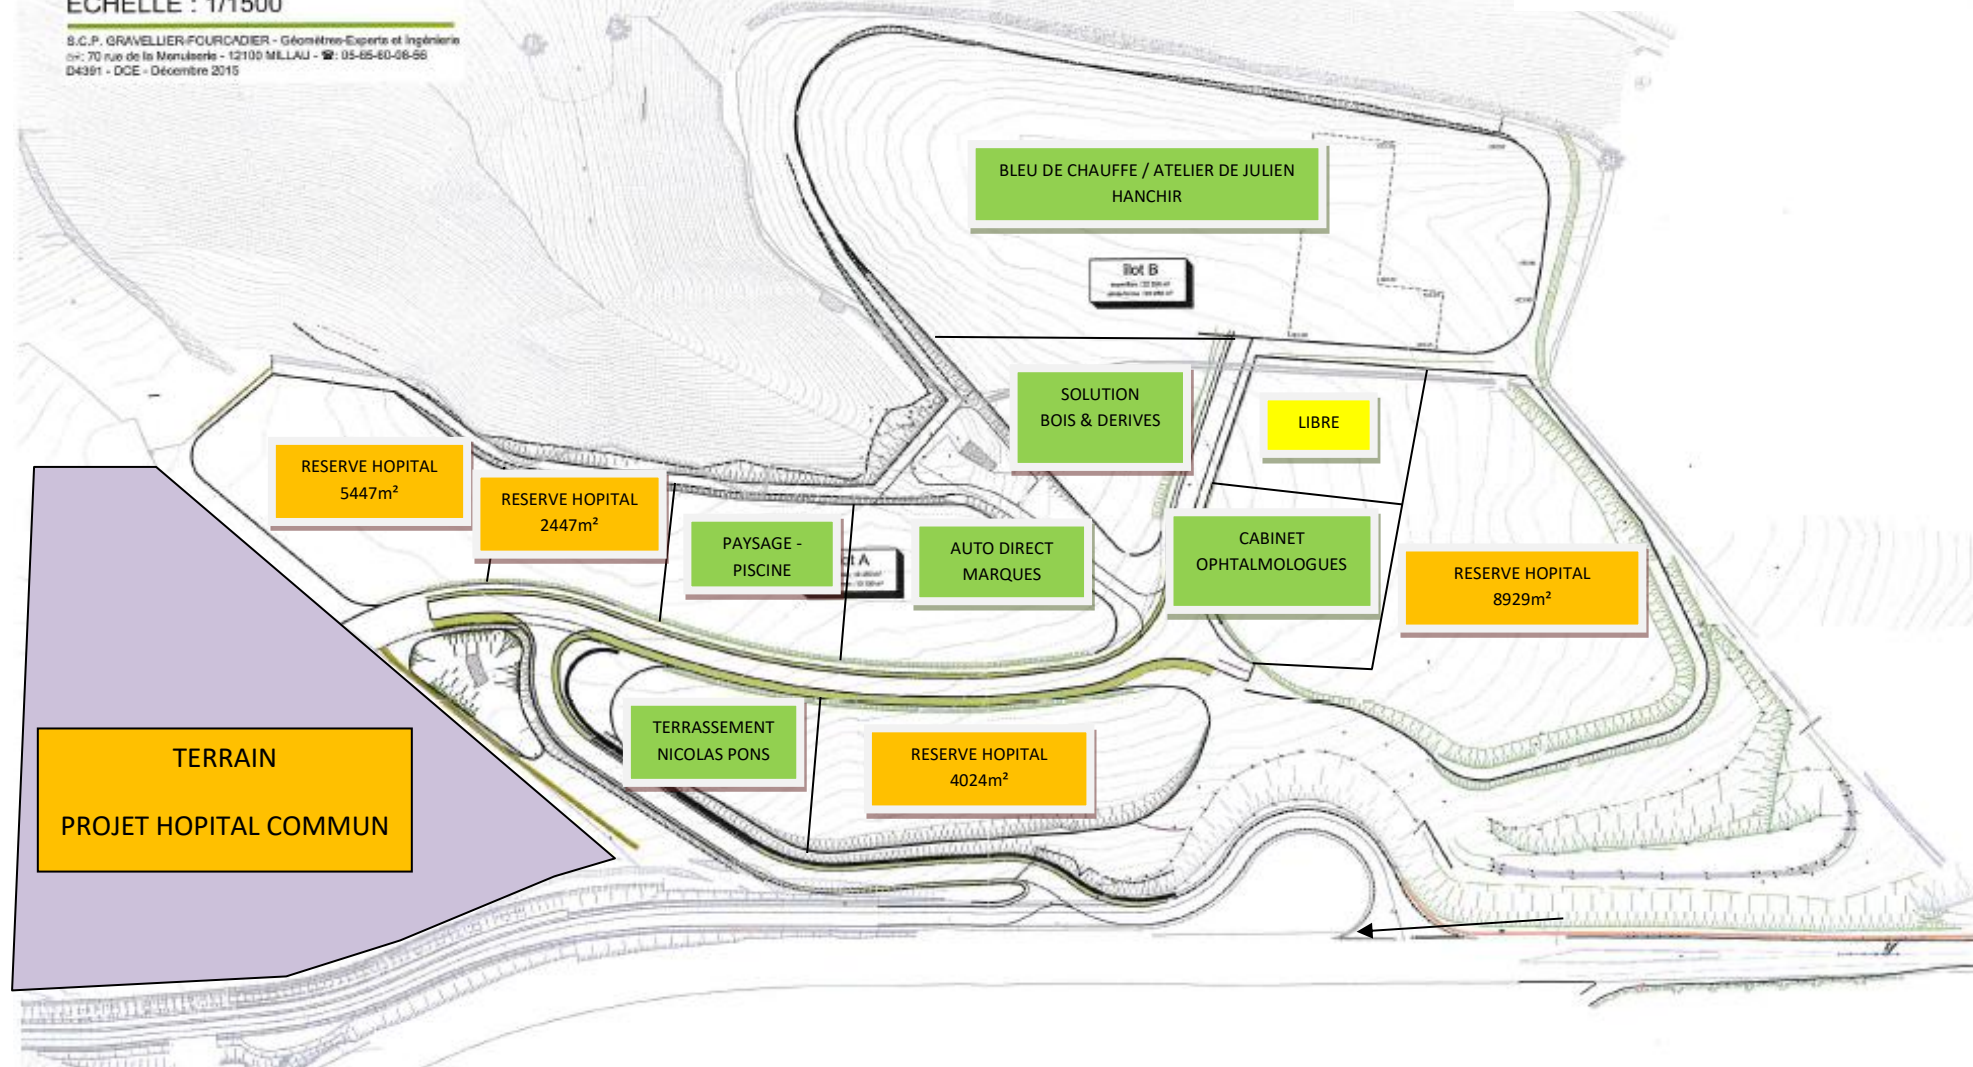 ECHELLE : 1/1500
S.C.P. GRAVELLIER-FOURCADIER - Géomètres-Experts et Ingénierie
70 rue de la Menuiserie - 12100 MILLAU - ☎: 05-65-60-08-56
D4391 - DCE - Décembre 2015
BLEU DE CHAUFFE / ATELIER DE JULIEN
HANCHIR
Ilot B
SOLUTION
BOIS & DERIVES
LIBRE
RESERVE HOPITAL
5447m²
RESERVE HOPITAL
2447m²
PAYSAGE -
PISCINE
ot A
AUTO DIRECT
MARQUES
CABINET
OPHTALMOLOGUES
RESERVE HOPITAL
8929m²
TERRASSEMENT
NICOLAS PONS
RESERVE HOPITAL
4024m²
TERRAIN
PROJET HOPITAL COMMUN